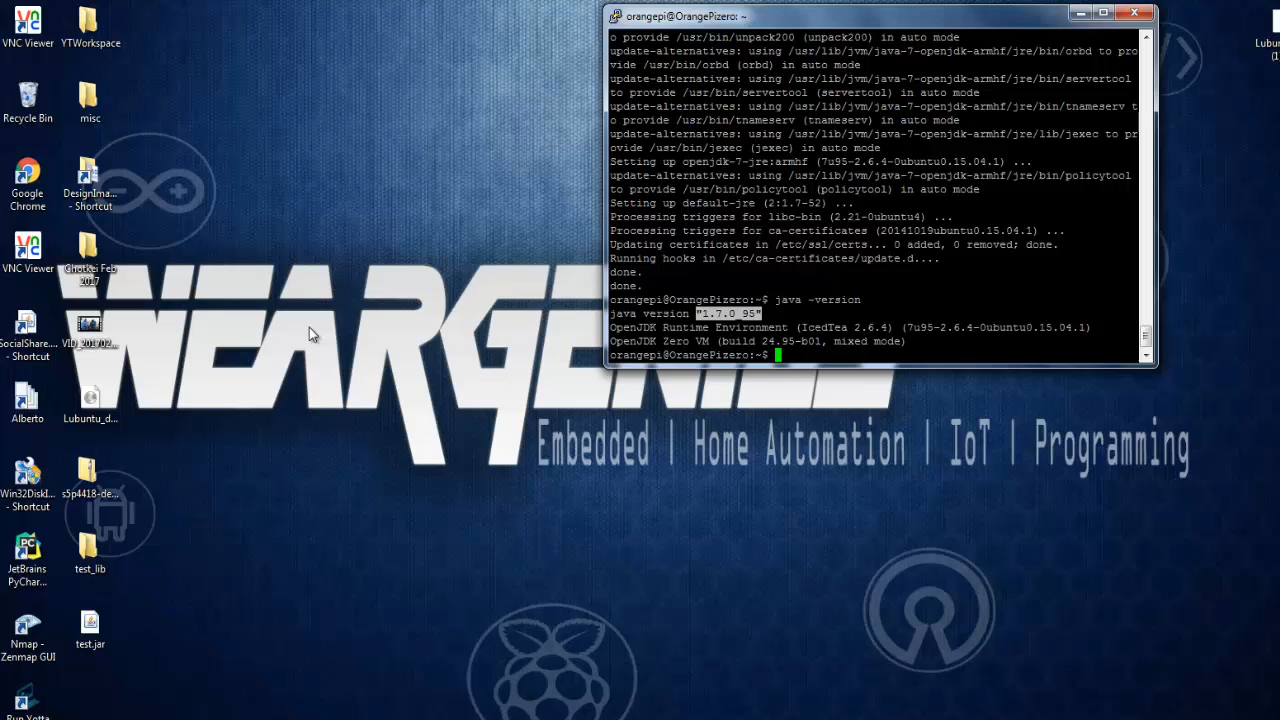 VNC Viewer
YTWorkspace
Recycle Bin
misc
Google
Chrome
DesignIma...
- Shortcut
VNC Viewer
Ghotkei Feb
2017
SocialShare...
- Shortcut
VID_201702...
Alberto
Lubuntu_d...
Win32DiskI...
- Shortcut
s5p4418-de...
JetBrains
PyChar...
test_lib
Nmap -
Zenmap GUI
test.jar
Run Yotta
orangepi@OrangePizero: ~
o provide /usr/bin/unpack200 (unpack200) in auto mode
update-alternatives: using /usr/lib/jvm/java-7-openjdk-armhf/jre/bin/orbd to pro
vide /usr/bin/orbd (orbd) in auto mode
update-alternatives: using /usr/lib/jvm/java-7-openjdk-armhf/jre/bin/servertool
to provide /usr/bin/servertool (servertool) in auto mode
update-alternatives: using /usr/lib/jvm/java-7-openjdk-armhf/jre/bin/tnameserv t
o provide /usr/bin/tnameserv (tnameserv) in auto mode
update-alternatives: using /usr/lib/jvm/java-7-openjdk-armhf/jre/lib/jexec to pr
ovide /usr/bin/jexec (jexec) in auto mode
Setting up openjdk-7-jre:armhf (7u95-2.6.4-0ubuntu0.15.04.1) ...
update-alternatives: using /usr/lib/jvm/java-7-openjdk-armhf/jre/bin/policytool
to provide /usr/bin/policytool (policytool) in auto mode
Setting up default-jre (2:1.7-52) ...
Processing triggers for libc-bin (2.21-0ubuntu4) ...
Processing triggers for ca-certificates (20141019ubuntu0.15.04.1) ...
Updating certificates in /etc/ssl/certs... 0 added, 0 removed; done.
Running hooks in /etc/ca-certificates/update.d....
done.
done.
orangepi@OrangePizero:~$ java -version
java version "1.7.0_95"
OpenJDK Runtime Environment (IcedTea 2.6.4) (7u95-2.6.4-0ubuntu0.15.04.1)
OpenJDK Zero VM (build 24.95-b01, mixed mode)
orangepi@OrangePizero:~$
Embedded | Home Automation | IoT | Programming